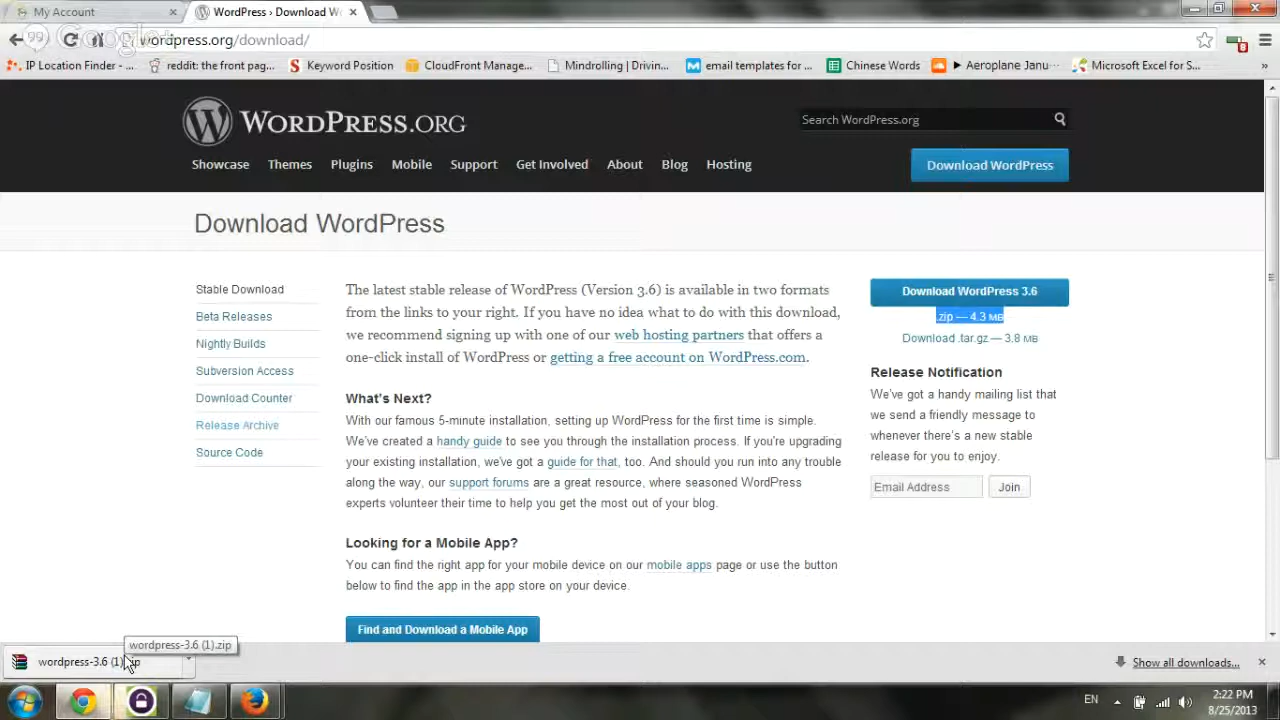 My Account
WordPress › Download W
99 Google+
wordpress.org/download/
IP Location Finder - ...
reddit: the front pag...
Keyword Position
CloudFront Manage...
Mindrolling | Drivin...
email templates for ...
Chinese Words
► Aeroplane Janu···
Microsoft Excel for S...
»
WORDPRESS.ORG
Search WordPress.org
Showcase Themes Plugins Mobile Support Get Involved About Blog Hosting
Download WordPress
Download WordPress
Stable Download
Beta Releases
Nightly Builds
Subversion Access
Download Counter
Release Archive
Source Code
The latest stable release of WordPress (Version 3.6) is available in two formats
from the links to your right. If you have no idea what to do with this download,
we recommend signing up with one of our web hosting partners that offers a
one-click install of WordPress or getting a free account on WordPress.com.
What's Next?
With our famous 5-minute installation, setting up WordPress for the first time is simple.
We've created a handy guide to see you through the installation process. If you're upgrading
your existing installation, we've got a guide for that, too. And should you run into any trouble
along the way, our support forums are a great resource, where seasoned WordPress
experts volunteer their time to help you get the most out of your blog.
Looking for a Mobile App?
You can find the right app for your mobile device on our mobile apps page or use the button
below to find the app in the app store on your device.
Find and Download a Mobile App
Download WordPress 3.6
.zip — 4.3 MB
Download .tar.gz — 3.8 MB
Release Notification
We've got a handy mailing list that
we send a friendly message to
whenever there's a new stable
release for you to enjoy.
Email Address
Join
wordpress-3.6 (1).zip
wordpress-3.6 (1).zip
Show all downloads...
EN
2:22 PM
8/25/2013